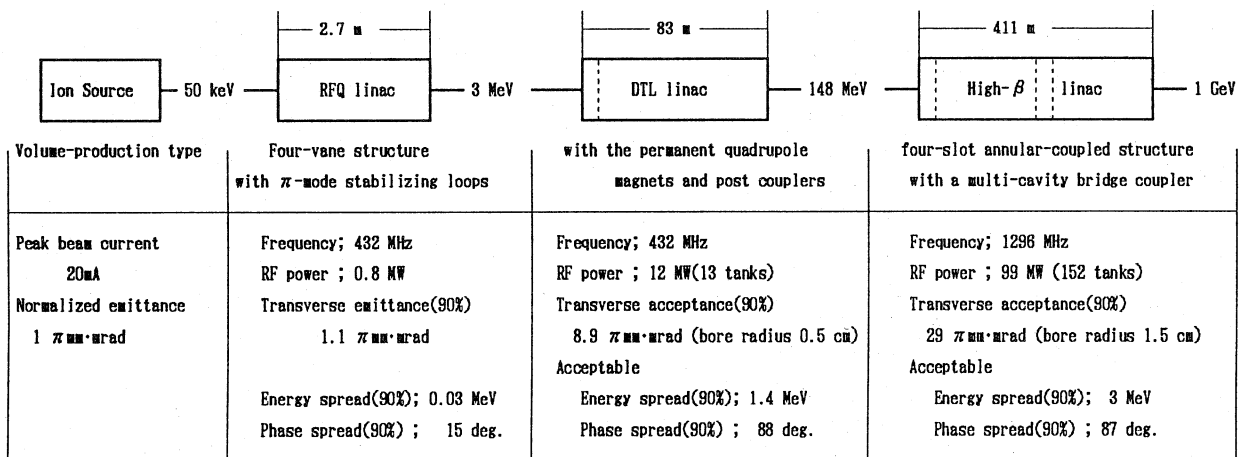 2.7 m 83 m 411 m
Ion Source 50 keV RFQ linac 3 MeV DTL linac 148 MeV High-β linac 1 GeV
Volume-production type
Four-vane structure
with π-mode stabilizing loops
with the permanent quadrupole
magnets and post couplers
four-slot annular-coupled structure
with a multi-cavity bridge coupler
Peak beam current
20mA
Normalized emittance
1 πmm·mrad
Frequency; 432 MHz
RF power ; 0.8 MW
Transverse emittance(90%)
1.1 πmm·mrad
Energy spread(90%); 0.03 MeV
Phase spread(90%) ; 15 deg.
Frequency; 432 MHz
RF power ; 12 MW(13 tanks)
Transverse acceptance(90%)
8.9 πmm·mrad (bore radius 0.5 cm)
Acceptable
Energy spread(90%); 1.4 MeV
Phase spread(90%) ; 88 deg.
Frequency; 1296 MHz
RF power ; 99 MW (152 tanks)
Transverse acceptance(90%)
29 πmm·mrad (bore radius 1.5 cm)
Acceptable
Energy spread(90%); 3 MeV
Phase spread(90%) ; 87 deg.